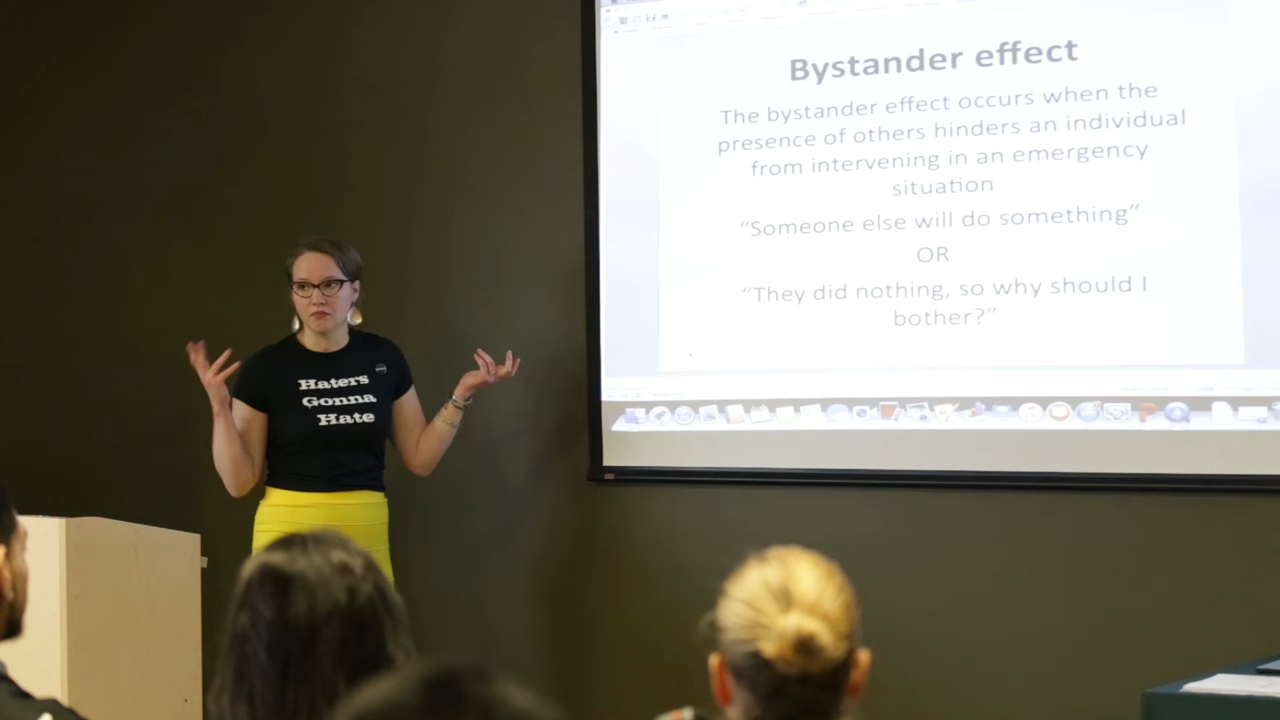 Bystander effect
The bystander effect occurs when the
presence of others hinders an individual
from intervening in an emergency
situation
“Someone else will do something”
OR
“They did nothing, so why should I
bother?”
Haters
Gonna
Hate